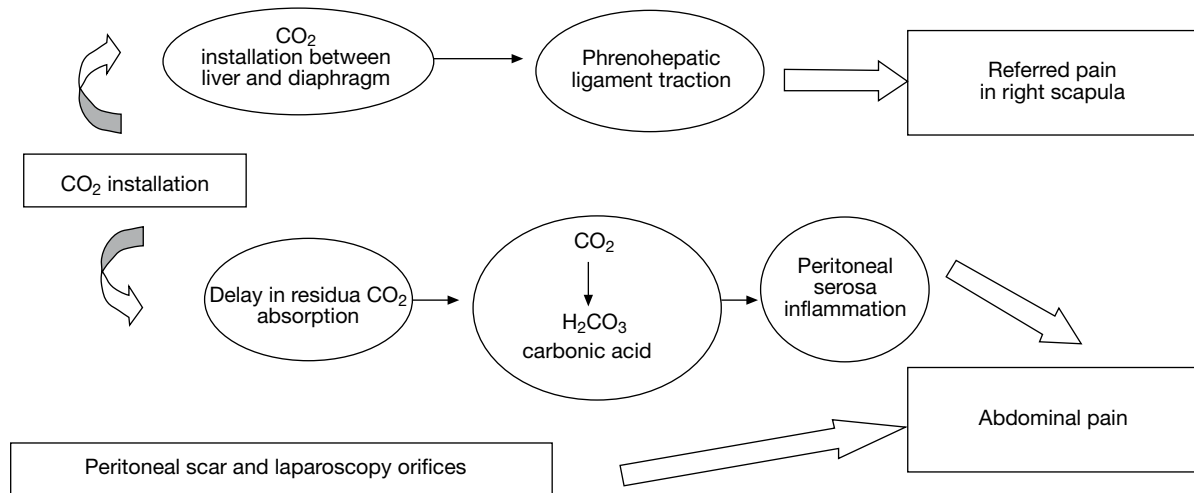 CO₂
installation between
liver and diaphragm
Phrenohepatic
ligament traction
Referred pain
in right scapula
CO₂ installation
Delay in residua CO₂
absorption
CO₂
H₂CO₃
carbonic acid
Peritoneal
serosa
inflammation
Abdominal pain
Peritoneal scar and laparoscopy orifices